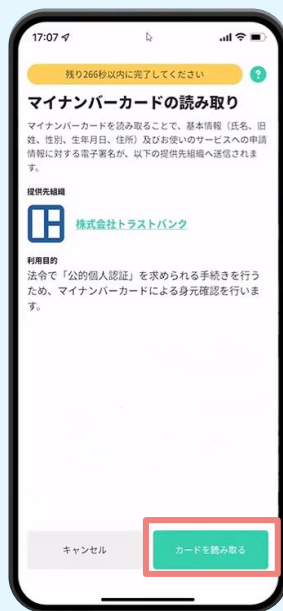 17:07
残り266秒以内に完了してください
?
マイナンバーカードの読み取り
マイナンバーカードを読み取ることで、基本情報（氏名、旧
姓、性別、生年月日、住所）及びお使いのサービスへの申請
情報に対する電子署名が、以下の提供先組織へ送信されま
す。
提供先組織
株式会社トラストバンク
利用目的
法令で「公的個人認証」を求められる手続きを行う
ため、マイナンバーカードによる身元確認を行いま
す。
キャンセル
カードを読み取る